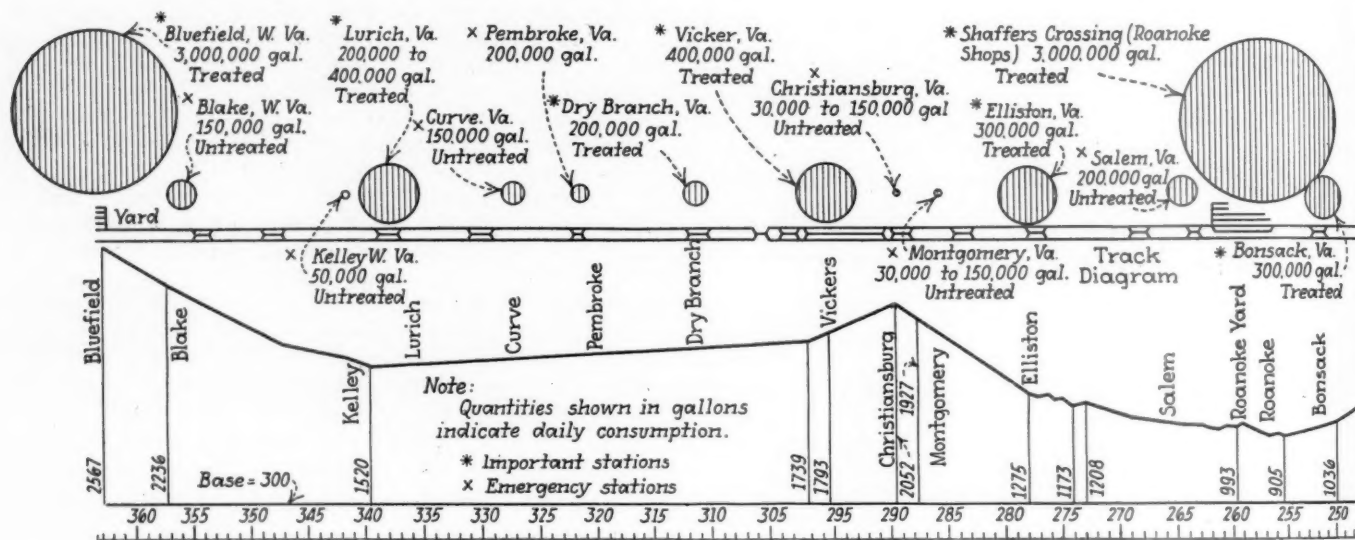 * Bluefield, W. Va.
3,000,000 gal.
Treated
x Blake, W. Va.
150,000 gal.
Untreated
* Lurich, Va.
200,000 to
400,000 gal.
Treated
x Curve. Va.
150,000 gal.
Untreated
x Pembroke, Va.
200,000 gal.
* Dry Branch, Va.
200,000 gal.
Treated
* Vicker, Va.
400,000 gal.
Treated
x
Christiansburg, Va.
30,000 to 150,000 gal
Untreated
* Shaffers Crossing (Roanoke
Shops) 3.000.000 gal.
Treated
* Elliston, Va.
300,000 gal.
Treated
x Salem, Va.
200.000 gal.
Untreated
Yard
x Kelley W. Va.
50,000 gal.
Untreated
x Montgomery, Va.
30,000 to 150,000 gal.
Untreated
Track
Diagram
* Bonsack, Va.
300,000 gal.
Treated
Bluefield
Blake
Kelley
Lurich
Curve
Pembroke
Dry Branch
Vickers
Christiansburg
Montgomery
Elliston
Salem
Roanoke Yard
Roanoke
Bonsack
Note:
Quantities shown in gallons
indicate daily consumption.
* Important stations
x Emergency stations
Base = 300
2567
2236
1520
1739
1793
2052
1927
1275
1173
1208
993
905
1036
360 355 350 345 340 335 330 325 320 315 310 305 300 295 290 285 280 275 270 265 260 255 250